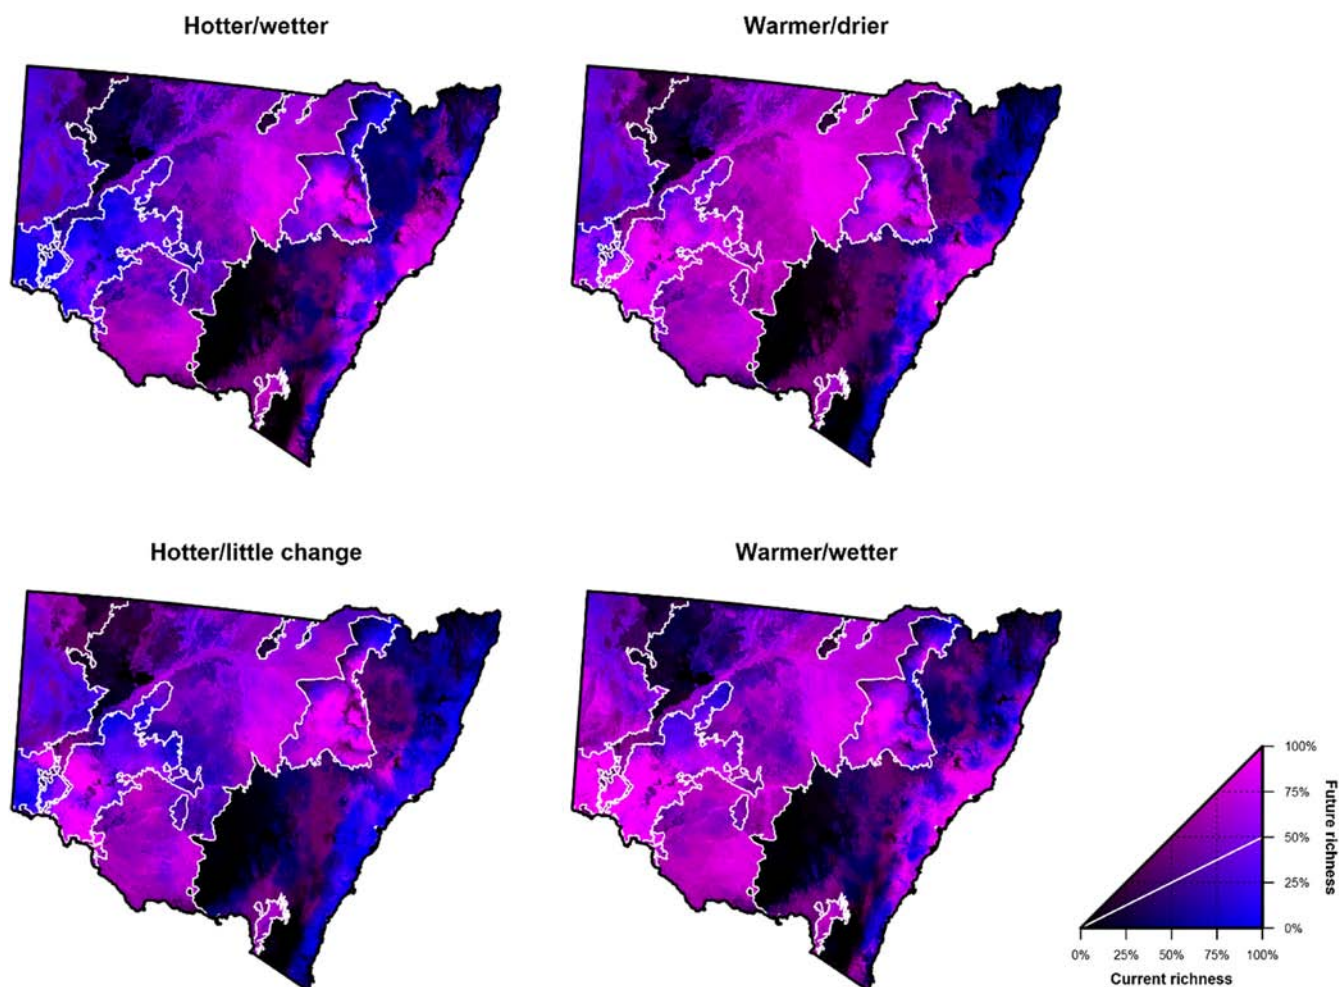 Hotter/wetter
Warmer/drier
Hotter/little change
Warmer/wetter
100%
75%
50%
25%
0%
Future richness
0% 25% 50% 75% 100%
Current richness